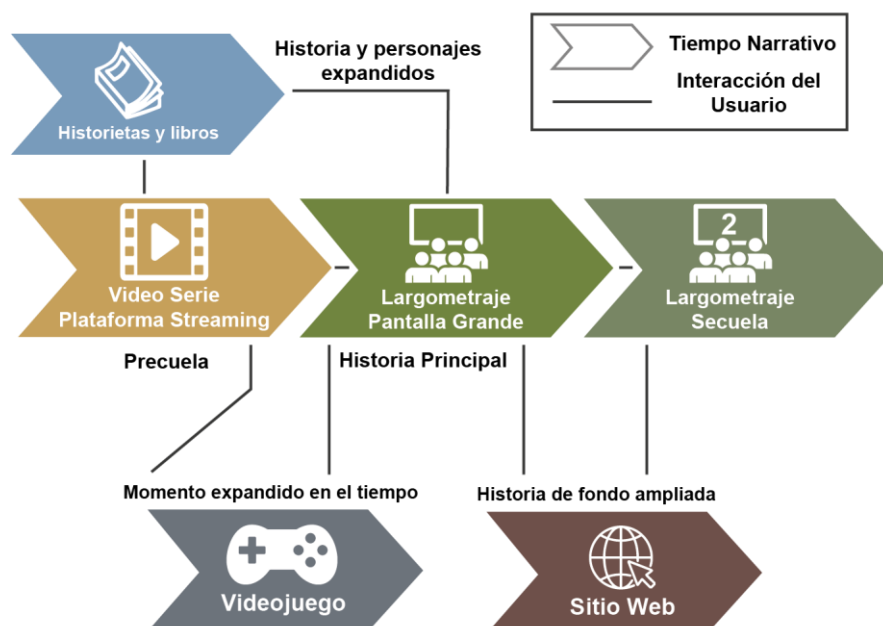 Historia y personajes
expandidos
Tiempo Narrativo
Interacción del
Usuario
Historietas y libros
Video Serie
Plataforma Streaming
Largometraje
Pantalla Grande
2
Largometraje
Secuela
Precuela
Historia Principal
Momento expandido en el tiempo
Historia de fondo ampliada
Videojuego
Sitio Web